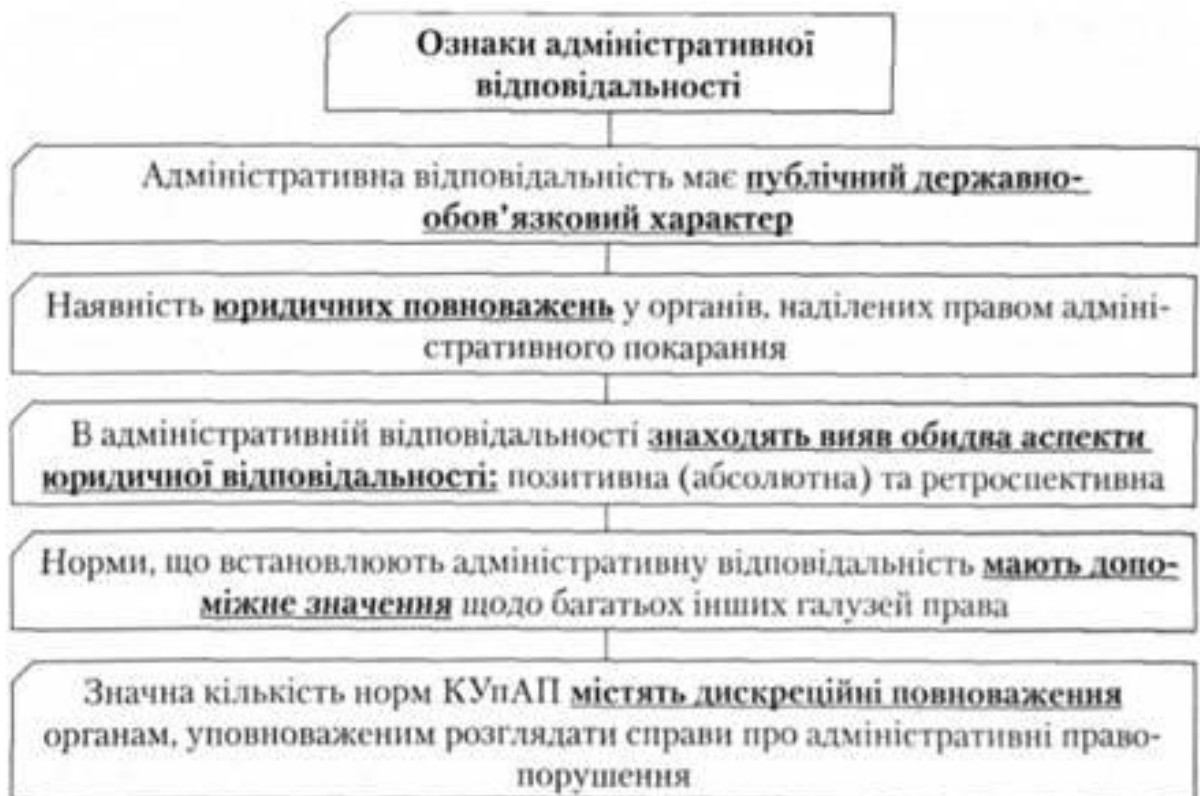 Ознаки адміністративної
відповідальності
Адміністративна відповідальність має публічний державно-
обов’язковий характер
Наявність юридичних повноважень у органів, наділених правом адміні-
стративного покарання
В адміністративній відповідальності знаходять вияв обидва аспекти
юридичної відповідальності: позитивна (абсолютна) та ретроспективна
Норми, що встановлюють адміністративну відповідальність мають допо-
міжне значення щодо багатьох інших галузей права
Значна кількість норм КУпАП містять дискреційні повноваження
органам, уповноваженим розглядати справи про адміністративні право-
порушення